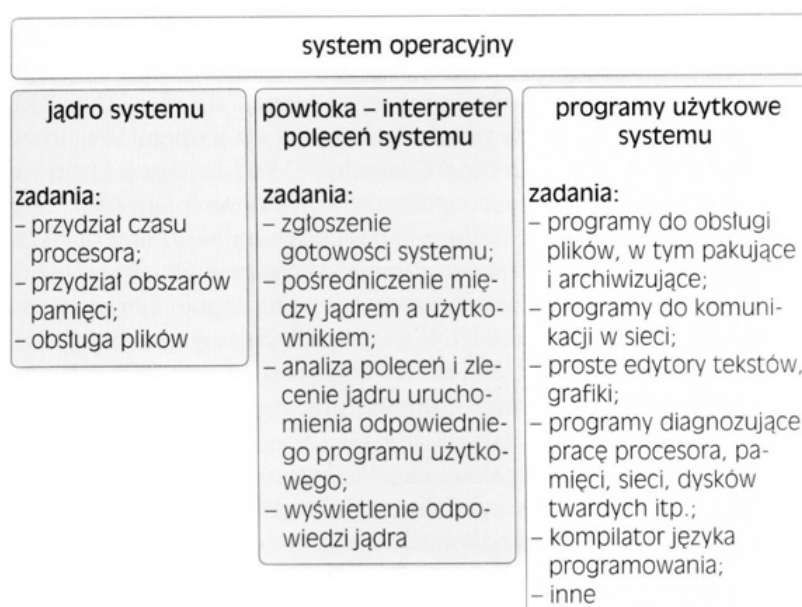 system operacyjny
jądro systemu
zadania:
– przydział czasu
procesora;
– przydział obszarów
pamięci;
– obsługa plików
powłoka – interpreter
poleceń systemu
zadania:
– zgłoszenie
gotowości systemu;
– pośredniczenie mię-
dzy jądrem a użytko-
wnikiem;
– analiza poleceń i zle-
cenie jądru urucho-
mienia odpowiednie-
go programu użytko-
wego;
– wyświetlenie odpo-
wiedzi jądra
programy użytkowe
systemu
zadania:
– programy do obsługi
plików, w tym pakujące
i archiwizujące;
– programy do komuni-
kacji w sieci;
– proste edytory tekstów,
grafiki;
– programy diagnozujące
pracę procesora, pa-
mięci, sieci, dysków
twardych itp.;
– kompilator języka
programowania;
– inne